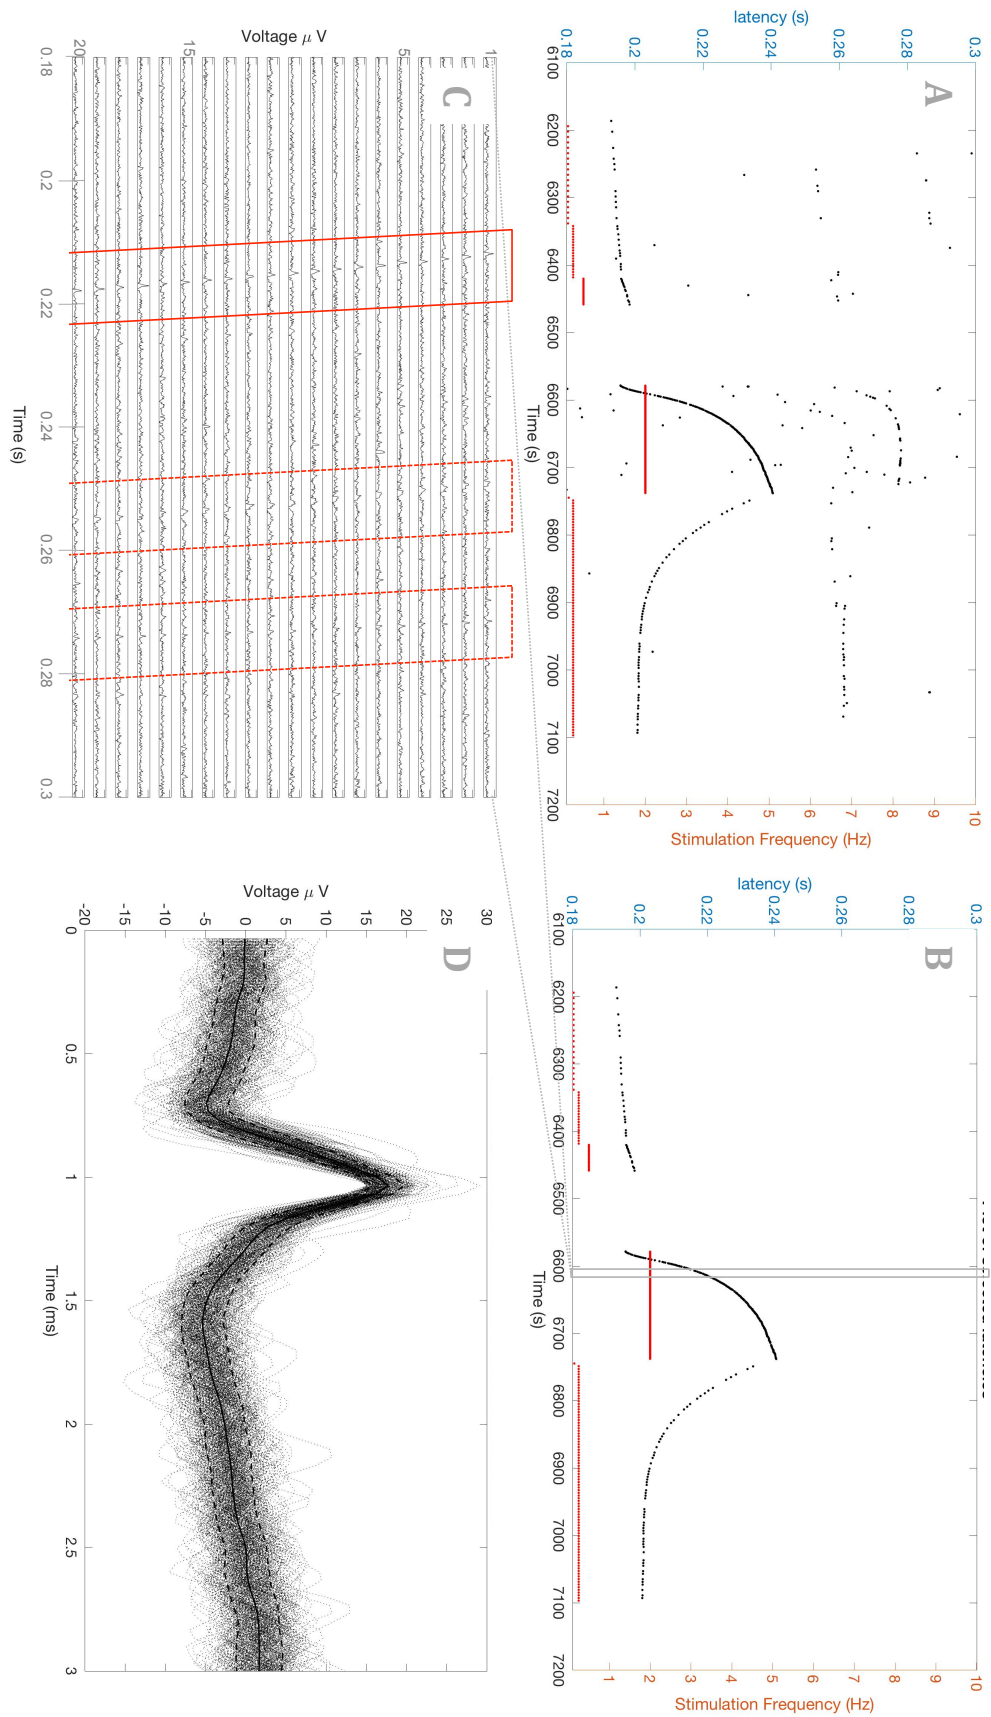 A
latency (s)
0.3
0.28
0.26
0.24
0.22
0.2
0.18
6100 6200 6300 6400 6500 6600 6700 6800 6900 7000 7100 7200
Time (s)
10
9
8
7
6
5
4
3
2
1
Stimulation Frequency (Hz)
B
latency (s)
0.3
0.28
0.26
0.24
0.22
0.2
0.18
6100 6200 6300 6400 6500 6600 6700 6800 6900 7000 7100 7200
Time (s)
10
9
8
7
6
5
4
3
2
1
Stimulation Frequency (Hz)
C
Voltage μ V
1
5
15
20
0.18 0.2 0.22 0.24 0.26 0.28 0.3
Time (s)
D
Voltage μ V
30
25
20
15
10
5
0
-5
-10
-15
-20
0 0.5 1 1.5 2 2.5 3
Time (ms)